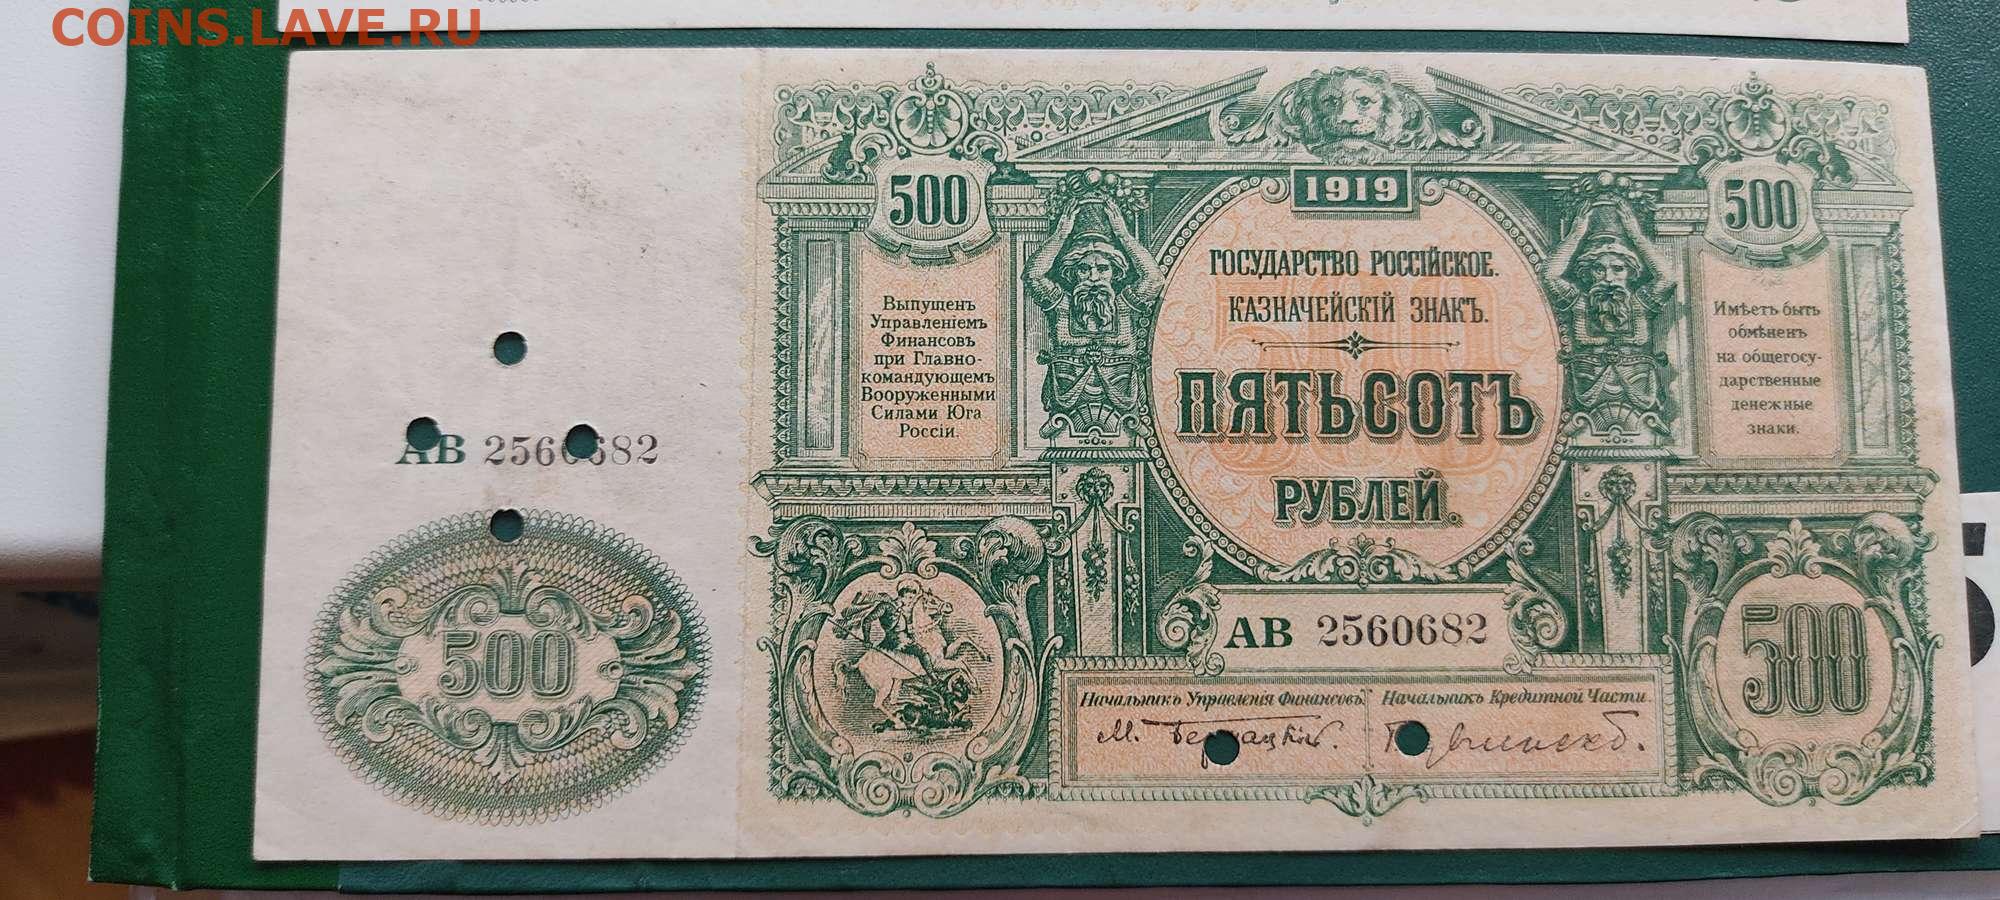 COINS.LAVE.RU
АВ 2560682
500
500
500
1919
ГОСУДАРСТВО РОССІЙСКОЕ.
КАЗНАЧЕЙСКІЙ ЗНАКЪ.
ПЯТЬСОТЪ
РУБЛЕЙ.
Выпущенъ
Управленіемъ
Финансовъ
при Главно-
командующемъ
Вооруженными
Силами Юга
Россіи.
Имѣетъ быть
обмѣненъ
на общегосу-
дарственные
денежные
знаки.
АВ 2560682
500
Начальникъ Управленія Финансовъ.
М. Бернацкій.
Начальникъ Кредитной Части